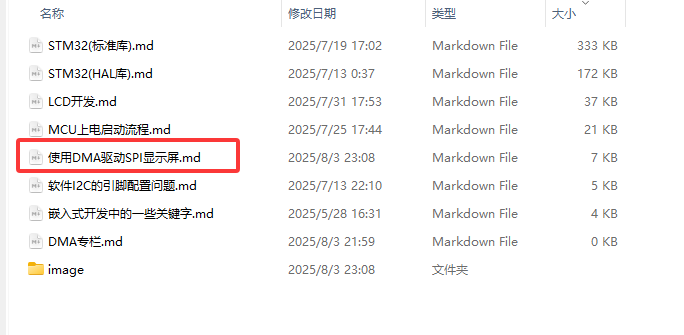 名称 修改日期 类型 大小
STM32(标准库).md 2025/7/19 17:02 Markdown File 333 KB
STM32(HAL库).md 2025/7/13 0:37 Markdown File 172 KB
LCD开发.md 2025/7/31 17:53 Markdown File 37 KB
MCU上电启动流程.md 2025/7/25 17:44 Markdown File 21 KB
使用DMA驱动SPI显示屏.md 2025/8/3 23:08 Markdown File 7 KB
软件I2C的引脚配置问题.md 2025/7/13 22:10 Markdown File 5 KB
嵌入式开发中的一些关键字.md 2025/5/28 16:31 Markdown File 4 KB
DMA专栏.md 2025/8/3 21:59 Markdown File 0 KB
image 2025/8/3 23:08 文件夹